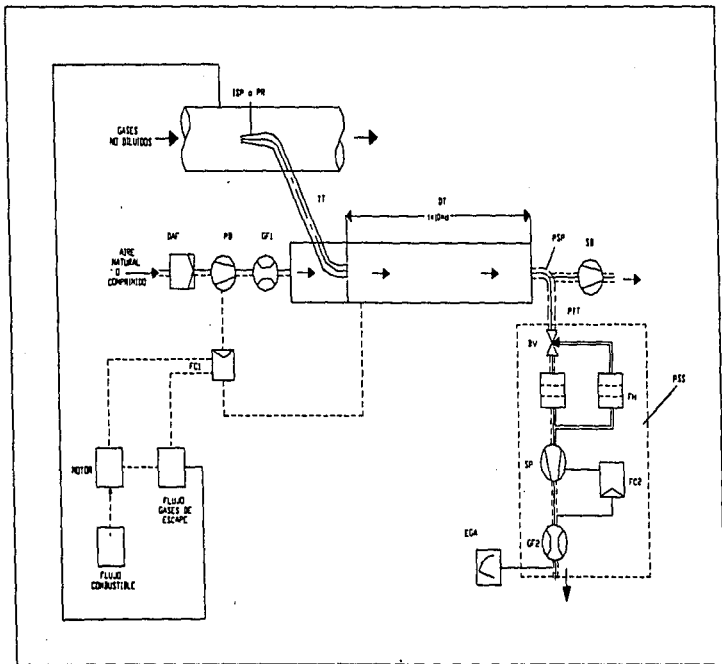 ISP o PR
GASES
NO DILUIDOS
TT
DT
DAF
PB
GF1
AIRE
NATURAL
O
COMPRIMIDO
PSP
SB
PTT
BV
FC1
FH
PSS
SP
FC2
MOTOR
FLUJO
GASES DE
ESCAPE
EGA
GF2
FLUJO
COMBUSTIBLE